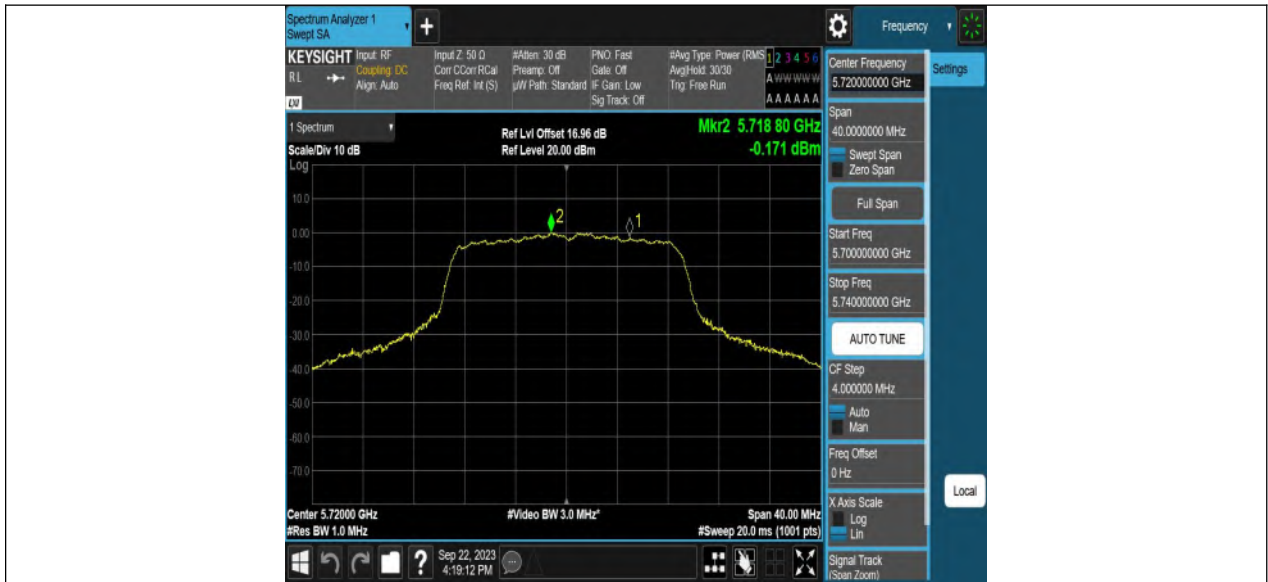 Spectrum Analyzer 1
Swept SA
+
Frequency
KEYSIGHT
RL
LXI
Input: RF
Coupling: DC
Align: Auto
Input Z: 50 Ω
Corr CCorr RCal
Freq Ref: Int (S)
#Atten: 30 dB
Preamp: Off
µW Path: Standard
PNO: Fast
Gate: Off
IF Gain: Low
Sig Track: Off
#Avg Type: Power (RMS
Avg|Hold: 30/30
Trig: Free Run
1 2 3 4 5 6
A W W W W W
A A A A A A
1 Spectrum
Scale/Div 10 dB
Ref Lvl Offset 16.96 dB
Ref Level 20.00 dBm
Mkr2 5.718 80 GHz
-0.171 dBm
Log
10.0
0.00
-10.0
-20.0
-30.0
-40.0
-50.0
-60.0
-70.0
2
1
Center 5.72000 GHz
#Res BW 1.0 MHz
#Video BW 3.0 MHz*
Span 40.00 MHz
#Sweep 20.0 ms (1001 pts)
?
Sep 22, 2023
4:19:12 PM
Center Frequency
5.720000000 GHz
Settings
Span
40.0000000 MHz
Swept Span
Zero Span
Full Span
Start Freq
5.700000000 GHz
Stop Freq
5.740000000 GHz
AUTO TUNE
CF Step
4.000000 MHz
Auto
Man
Freq Offset
0 Hz
X Axis Scale
Log
Lin
Local
Signal Track
(Span Zoom)